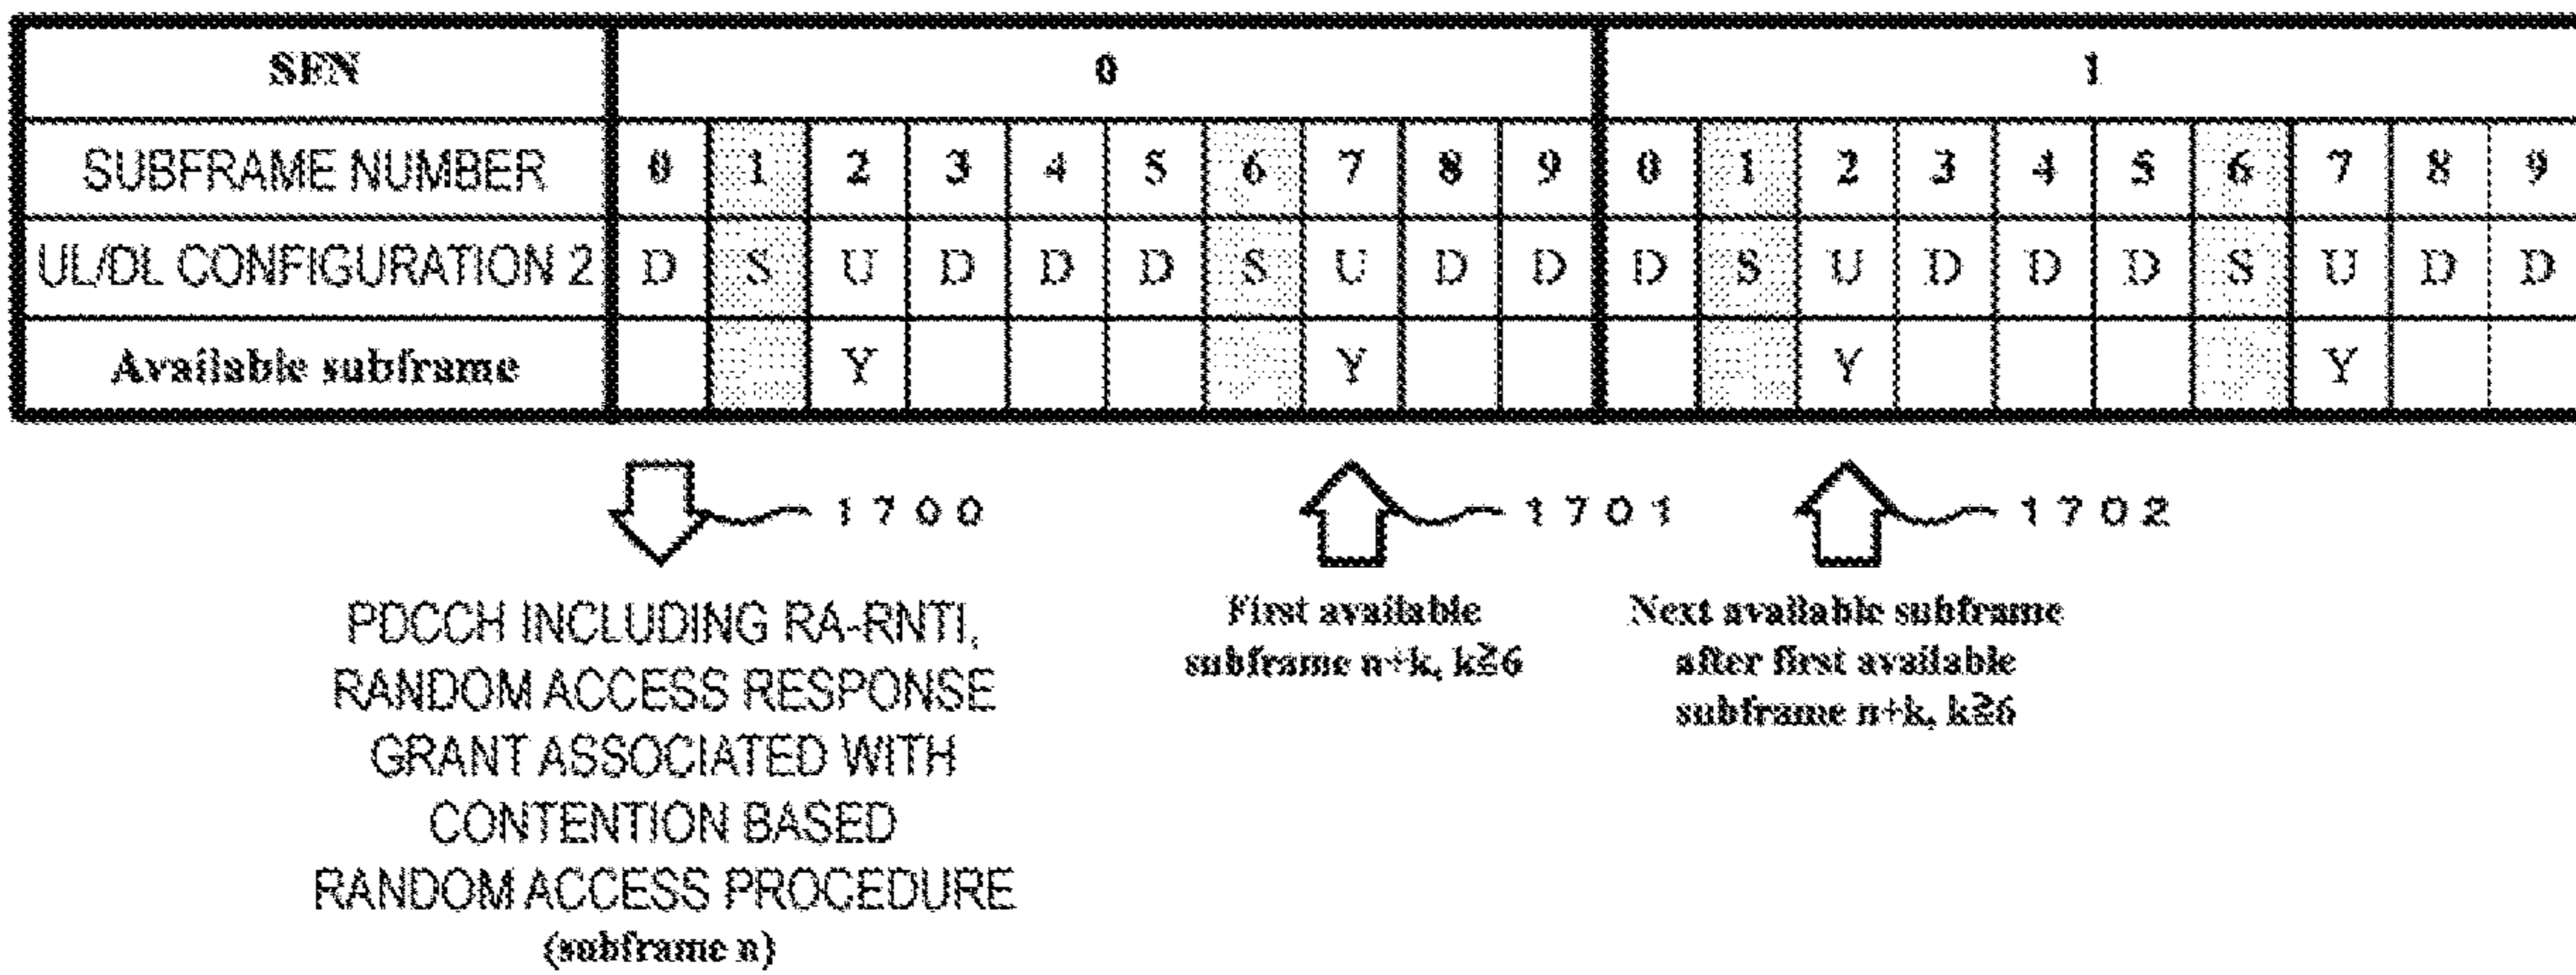 SFN 0 1
SUBFRAME NUMBER 0 1 2 3 4 5 6 7 8 9 0 1 2 3 4 5 6 7 8 9
UL/DL CONFIGURATION 2 D S U D D D S U D D D S U D D D S U D D
Available subframe Y Y Y Y
1700
1701
1702
PDCCH INCLUDING RA-RNTI,
RANDOM ACCESS RESPONSE
GRANT ASSOCIATED WITH
CONTENTION BASED
RANDOM ACCESS PROCEDURE
(subframe n)
First available
subframe n+k, k≧6
Next available subframe
after first available
subframe n+k, k≧6